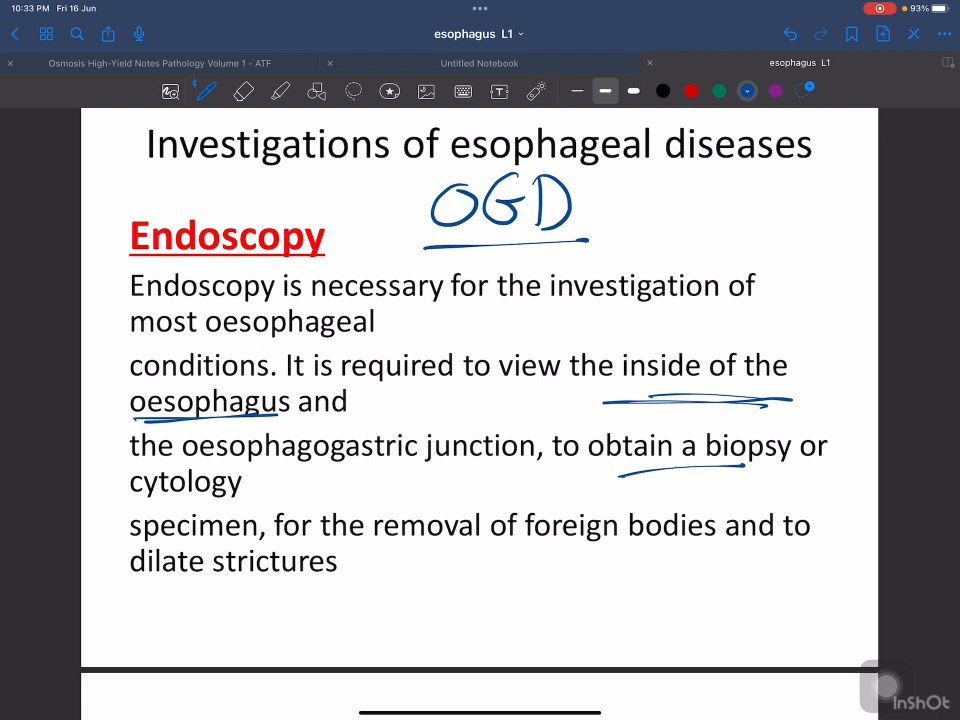 10:33 PM Fri 16 Jun
93%
esophagus L1
Osmosis High-Yield Notes Pathology Volume 1 - ATF
Untitled Notebook
esophagus L1
Investigations of esophageal diseases
OGD
Endoscopy
Endoscopy is necessary for the investigation of
most oesophageal
conditions. It is required to view the inside of the
oesophagus and
the oesophagogastric junction, to obtain a biopsy or
cytology
specimen, for the removal of foreign bodies and to
dilate strictures
InShOt